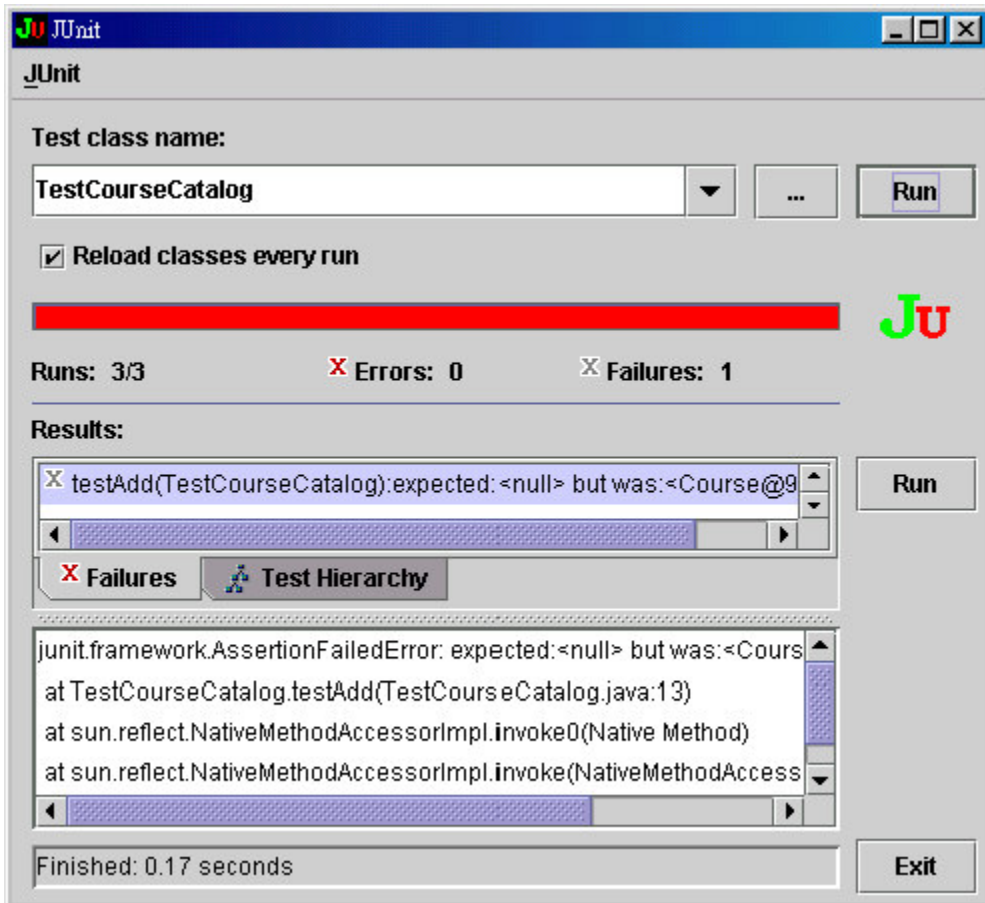 JU JUnit
JUnit
Test class name:
TestCourseCatalog
...
Run
Reload classes every run
JU
Runs: 3/3
X Errors: 0
X Failures: 1
Results:
X testAdd(TestCourseCatalog):expected:<null> but was:<Course@9
Run
X Failures
Test Hierarchy
junit.framework.AssertionFailedError: expected:<null> but was:<Cours
at TestCourseCatalog.testAdd(TestCourseCatalog.java:13)
at sun.reflect.NativeMethodAccessorImpl.invoke0(Native Method)
at sun.reflect.NativeMethodAccessorImpl.invoke(NativeMethodAccess
Finished: 0.17 seconds
Exit